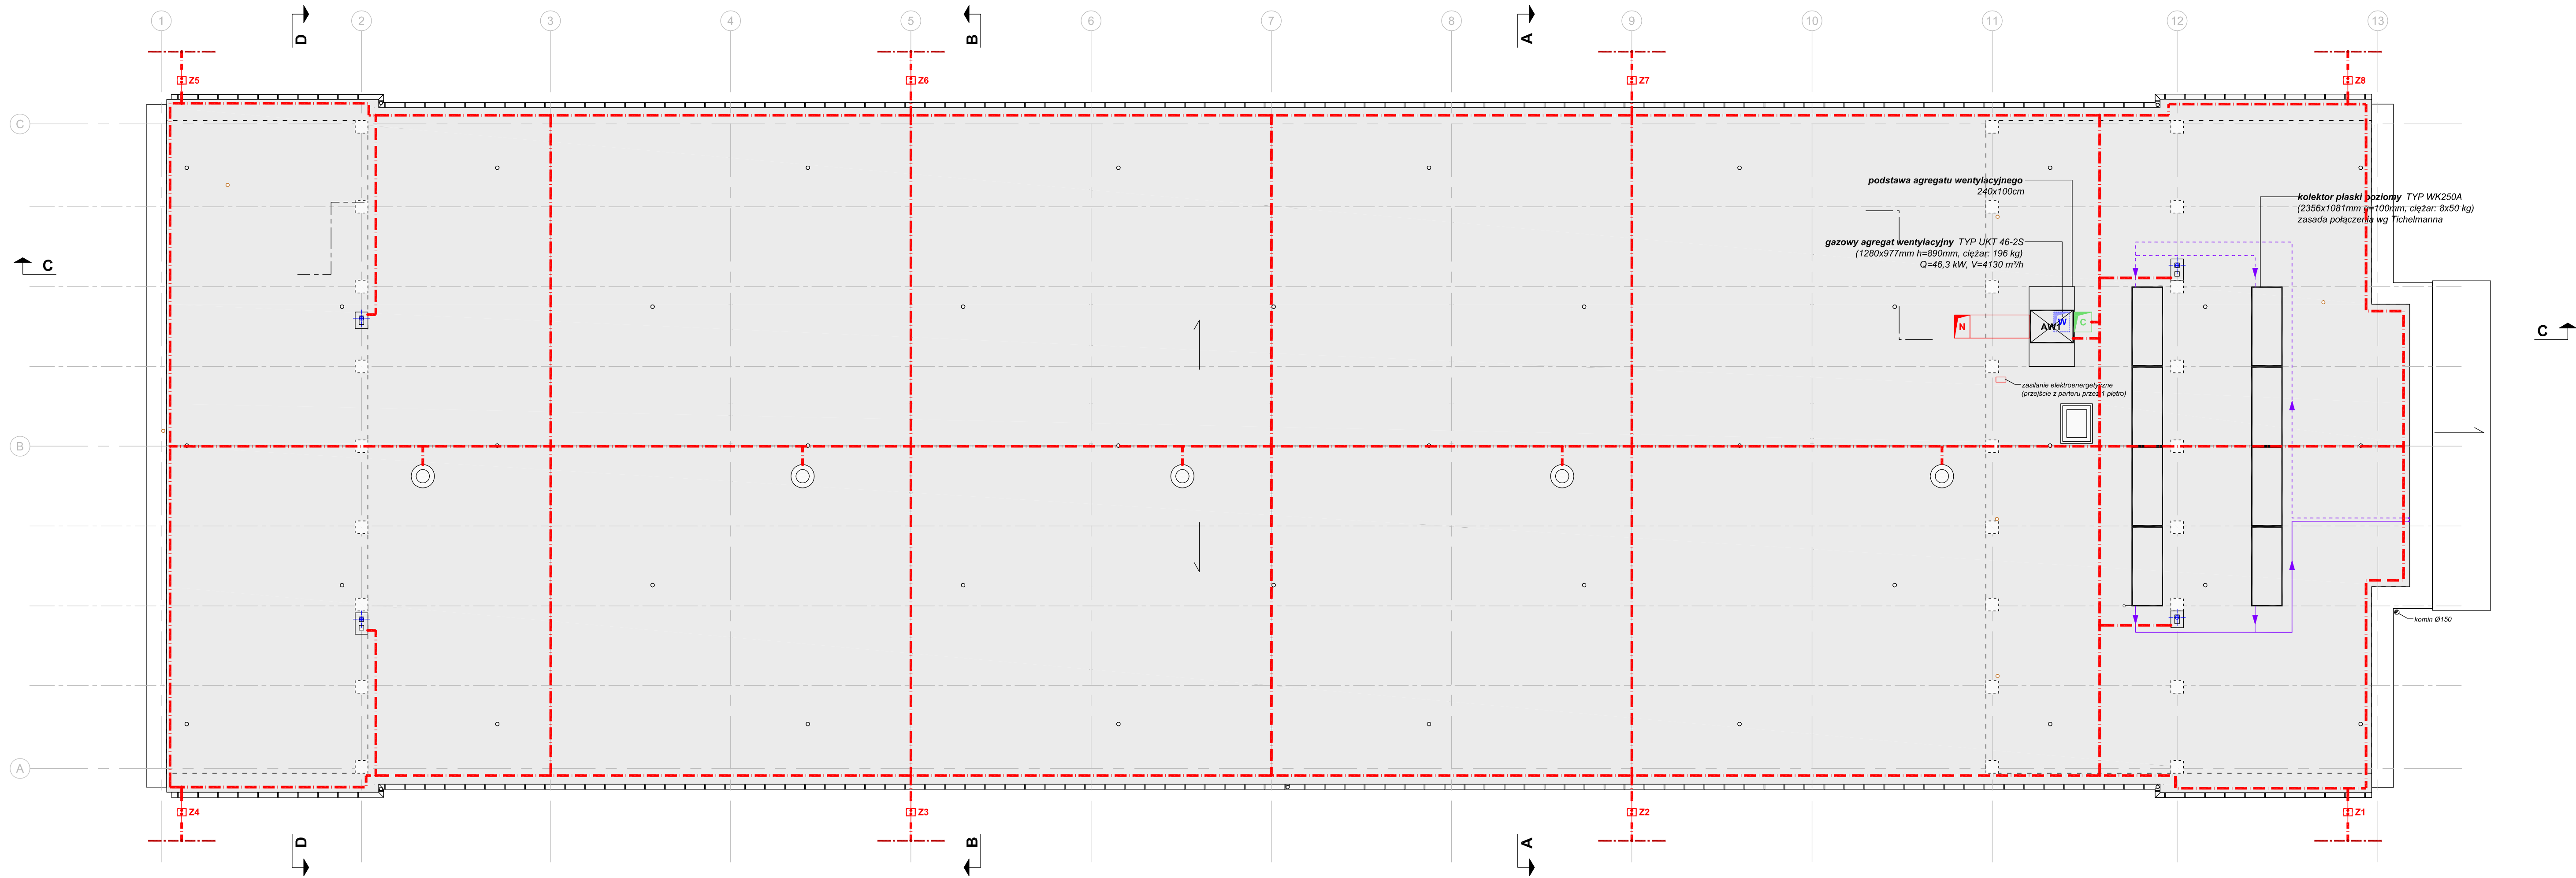 1 2 3 4 5 6 7 8 9 10 11 12 13
D B A
Z5 Z6 Z7 Z8
C
podstawa agregatu wentylacyjnego
240x100cm
kolektor płaski poziomy TYP WK250A
(2356x1081mm h=100mm, ciężar: 8x50 kg)
zasada połączenia wg Tichelmanna
gazowy agregat wentylacyjny TYP UKT 46-2S
(1280x977mm h=890mm, ciężar: 196 kg)
Q=46,3 kW, V=4130 m³/h
C
N AW1 W C
C
zasilanie elektroenergetyczne
(przejście z parteru przez 1 piętro)
B
komin Ø150
A
Z4 Z3 Z2 Z1
D B A